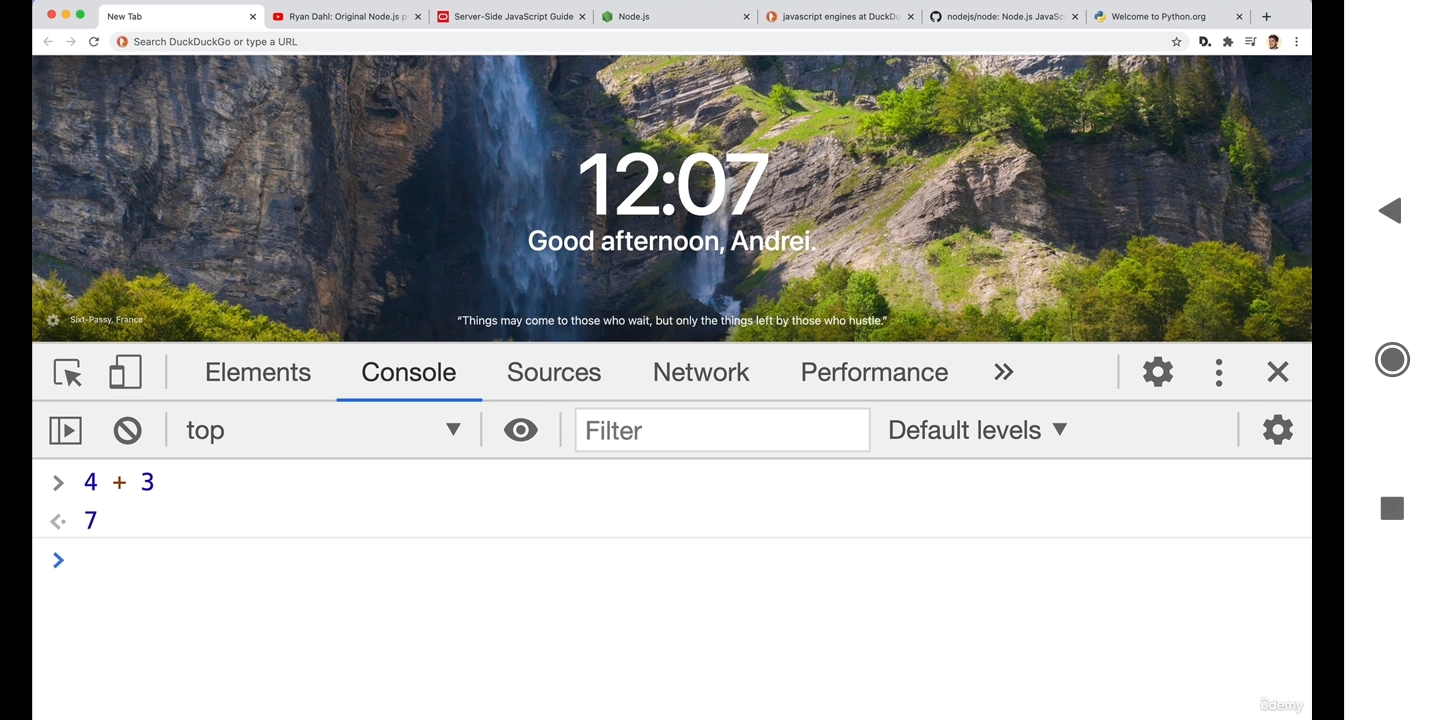 New Tab
Ryan Dahl: Original Node.js p
Server-Side JavaScript Guide
Node.js
javascript engines at DuckDu
nodejs/node: Node.js JavaSc
Welcome to Python.org
Search DuckDuckGo or type a URL
12:07
Good afternoon, Andrei.
Sixt-Passy, France
“Things may come to those who wait, but only the things left by those who hustle.”
Elements
Console
Sources
Network
Performance
top
Filter
Default levels
4 + 3
7
ûdemy